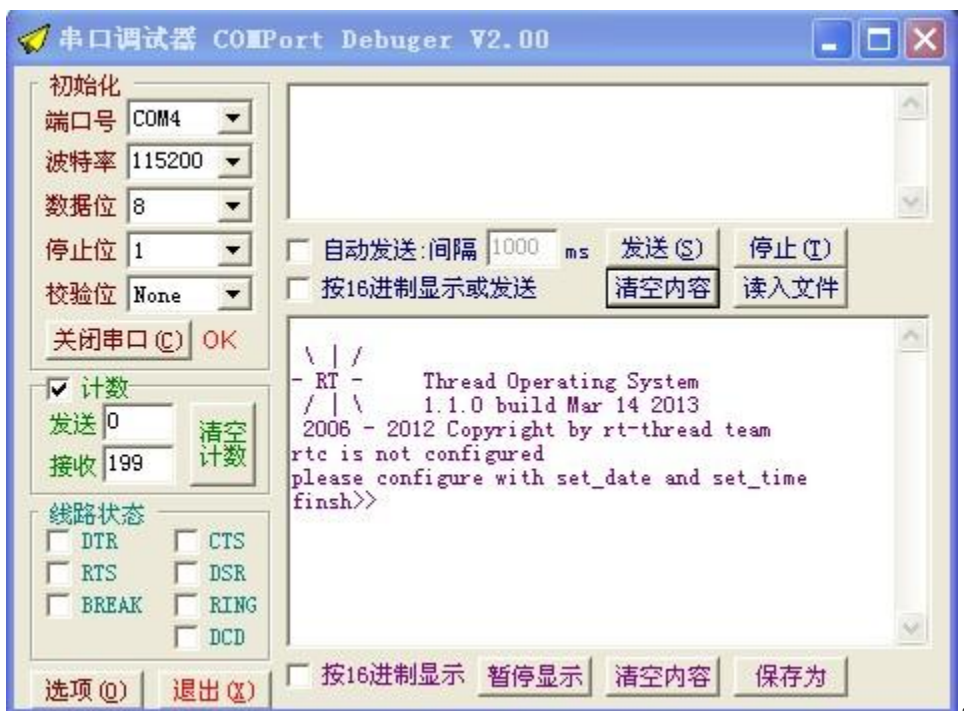 串口调试器 COMPort Debuger V2.00
初始化
端口号 COM4
波特率 115200
数据位 8
停止位 1
校验位 None
关闭串口(C) OK
计数
发送 0
接收 199
清空
计数
线路状态
DTR CTS
RTS DSR
BREAK RING
DCD
选项(O) 退出(X)
自动发送:间隔 1000 ms 发送(S) 停止(T)
按16进制显示或发送 清空内容 读入文件
\ | /
- RT - Thread Operating System
/ | \ 1.1.0 build Mar 14 2013
2006 - 2012 Copyright by rt-thread team
rtc is not configured
please configure with set_date and set_time
finsh>>
按16进制显示 暂停显示 清空内容 保存为